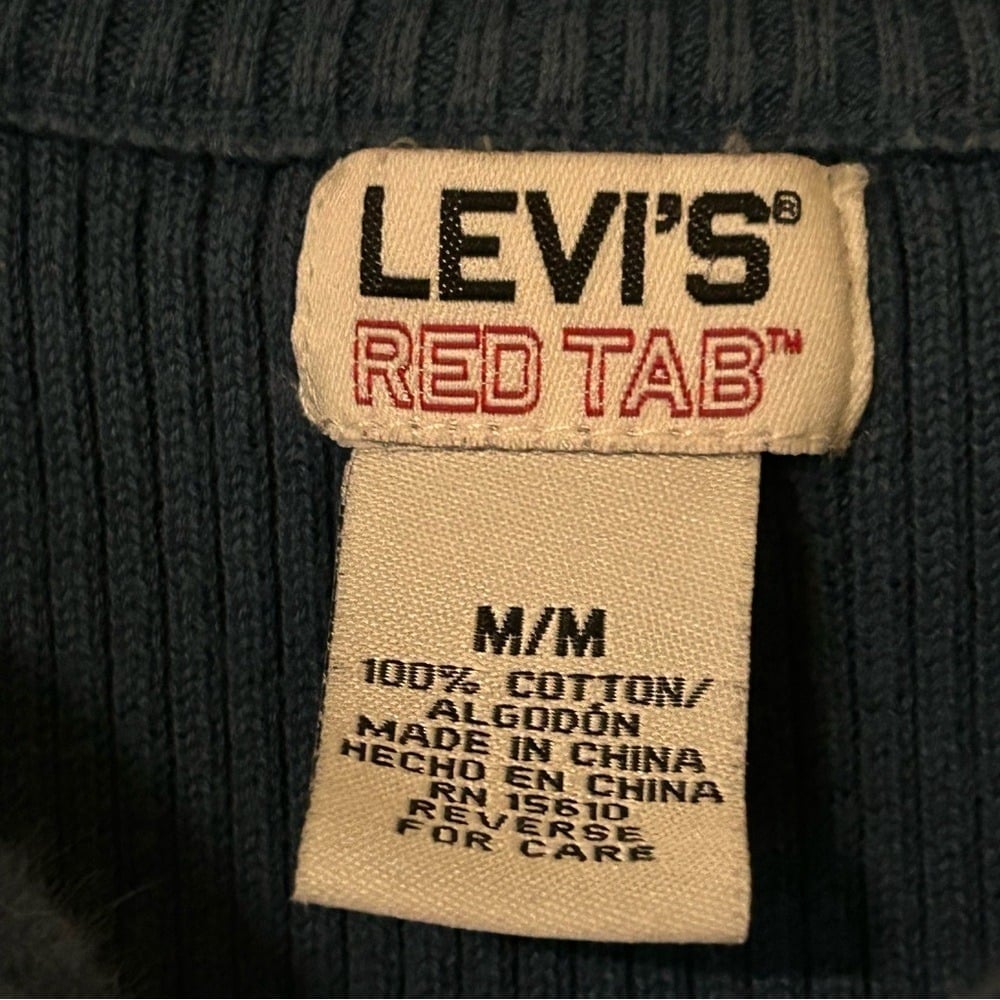 LEVI'S®
RED TAB™
M/M
100% COTTON/
ALGODÓN
MADE IN CHINA
HECHO EN CHINA
RN 15610
REVERSE
FOR CARE